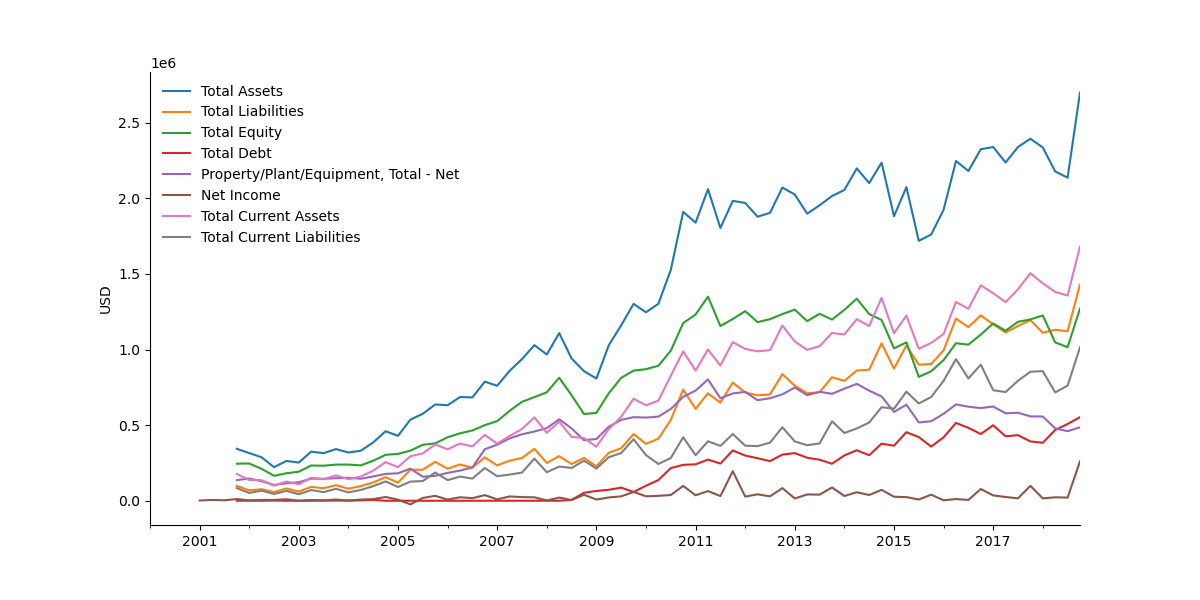 1e6
Total Assets
Total Liabilities
Total Equity
Total Debt
Property/Plant/Equipment, Total - Net
Net Income
Total Current Assets
Total Current Liabilities
2.5
2.0
1.5
1.0
0.5
0.0
USD
2001 2003 2005 2007 2009 2011 2013 2015 2017